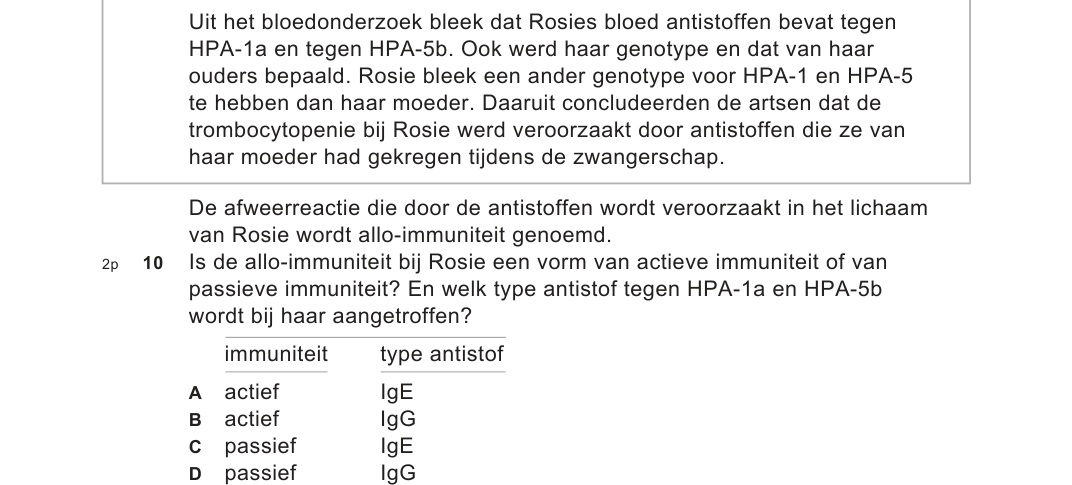 Uit het bloedonderzoek bleek dat Rosies bloed antistoffen bevat tegen
HPA-1a en tegen HPA-5b. Ook werd haar genotype en dat van haar
ouders bepaald. Rosie bleek een ander genotype voor HPA-1 en HPA-5
te hebben dan haar moeder. Daaruit concludeerden de artsen dat de
trombocytopenie bij Rosie werd veroorzaakt door antistoffen die ze van
haar moeder had gekregen tijdens de zwangerschap.
De afweerreactie die door de antistoffen wordt veroorzaakt in het lichaam
van Rosie wordt allo-immuniteit genoemd.
2p 10 Is de allo-immuniteit bij Rosie een vorm van actieve immuniteit of van
passieve immuniteit? En welk type antistof tegen HPA-1a en HPA-5b
wordt bij haar aangetroffen?
immuniteit type antistof
A actief IgE
B actief IgG
C passief IgE
D passief IgG